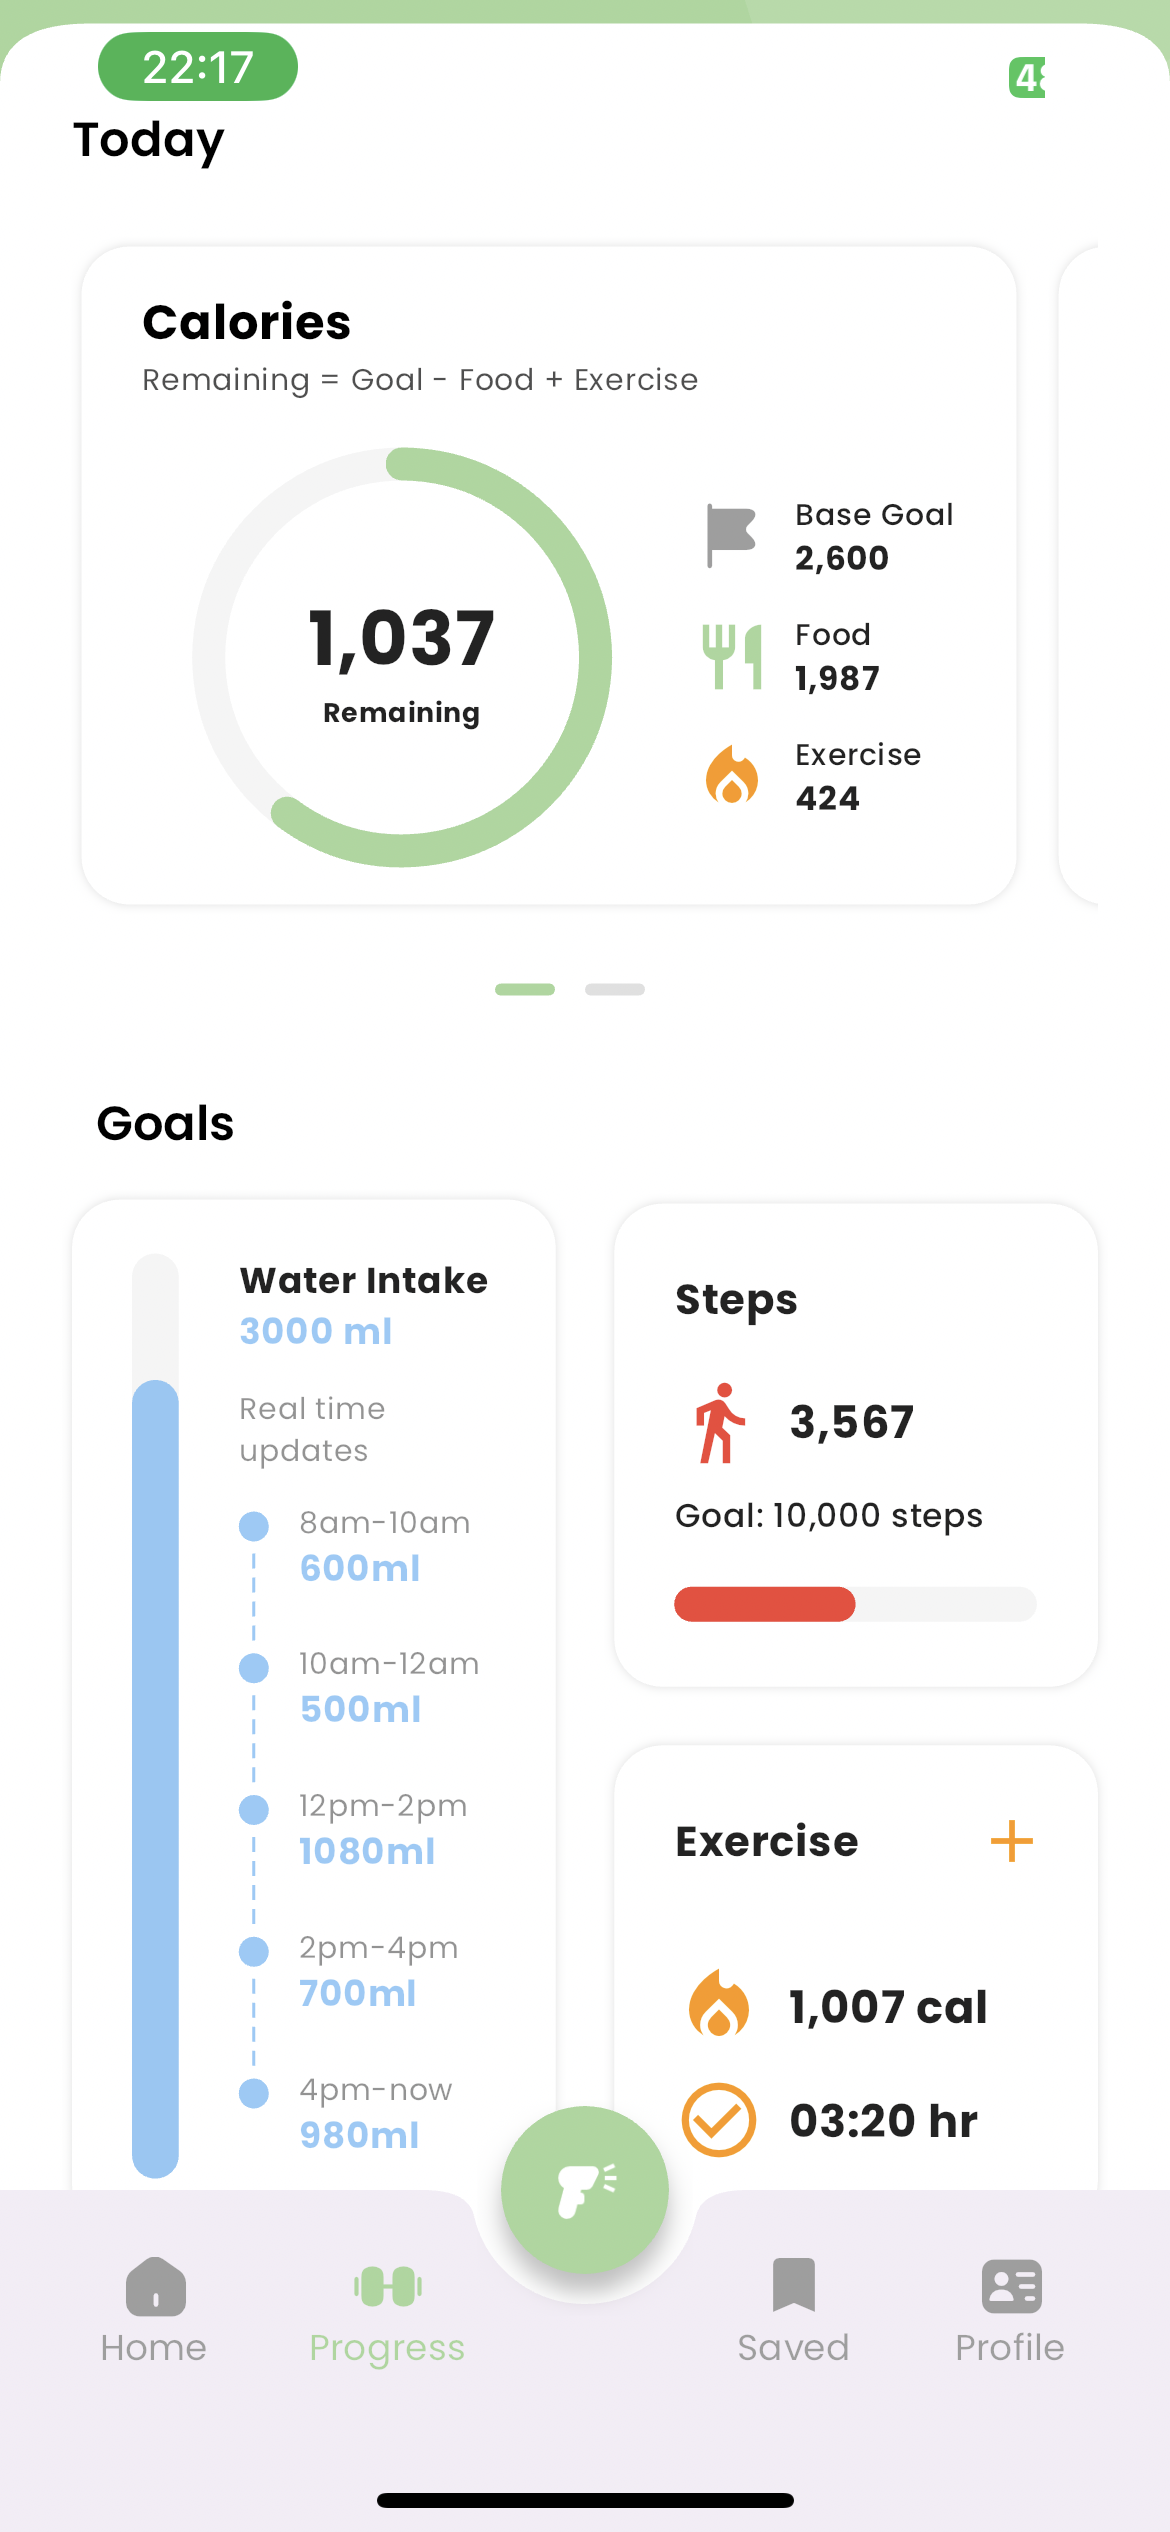 22:17
Today
Calories
Remaining = Goal - Food + Exercise
1,037
Remaining
Base Goal
2,600
Food
1,987
Exercise
424
Goals
Water Intake
3000 ml
Real time
updates
8am-10am
600ml
10am-12am
500ml
12pm-2pm
1080ml
2pm-4pm
700ml
4pm-now
980ml
Steps
3,567
Goal: 10,000 steps
Exercise
1,007 cal
03:20 hr
Home
Progress
Saved
Profile